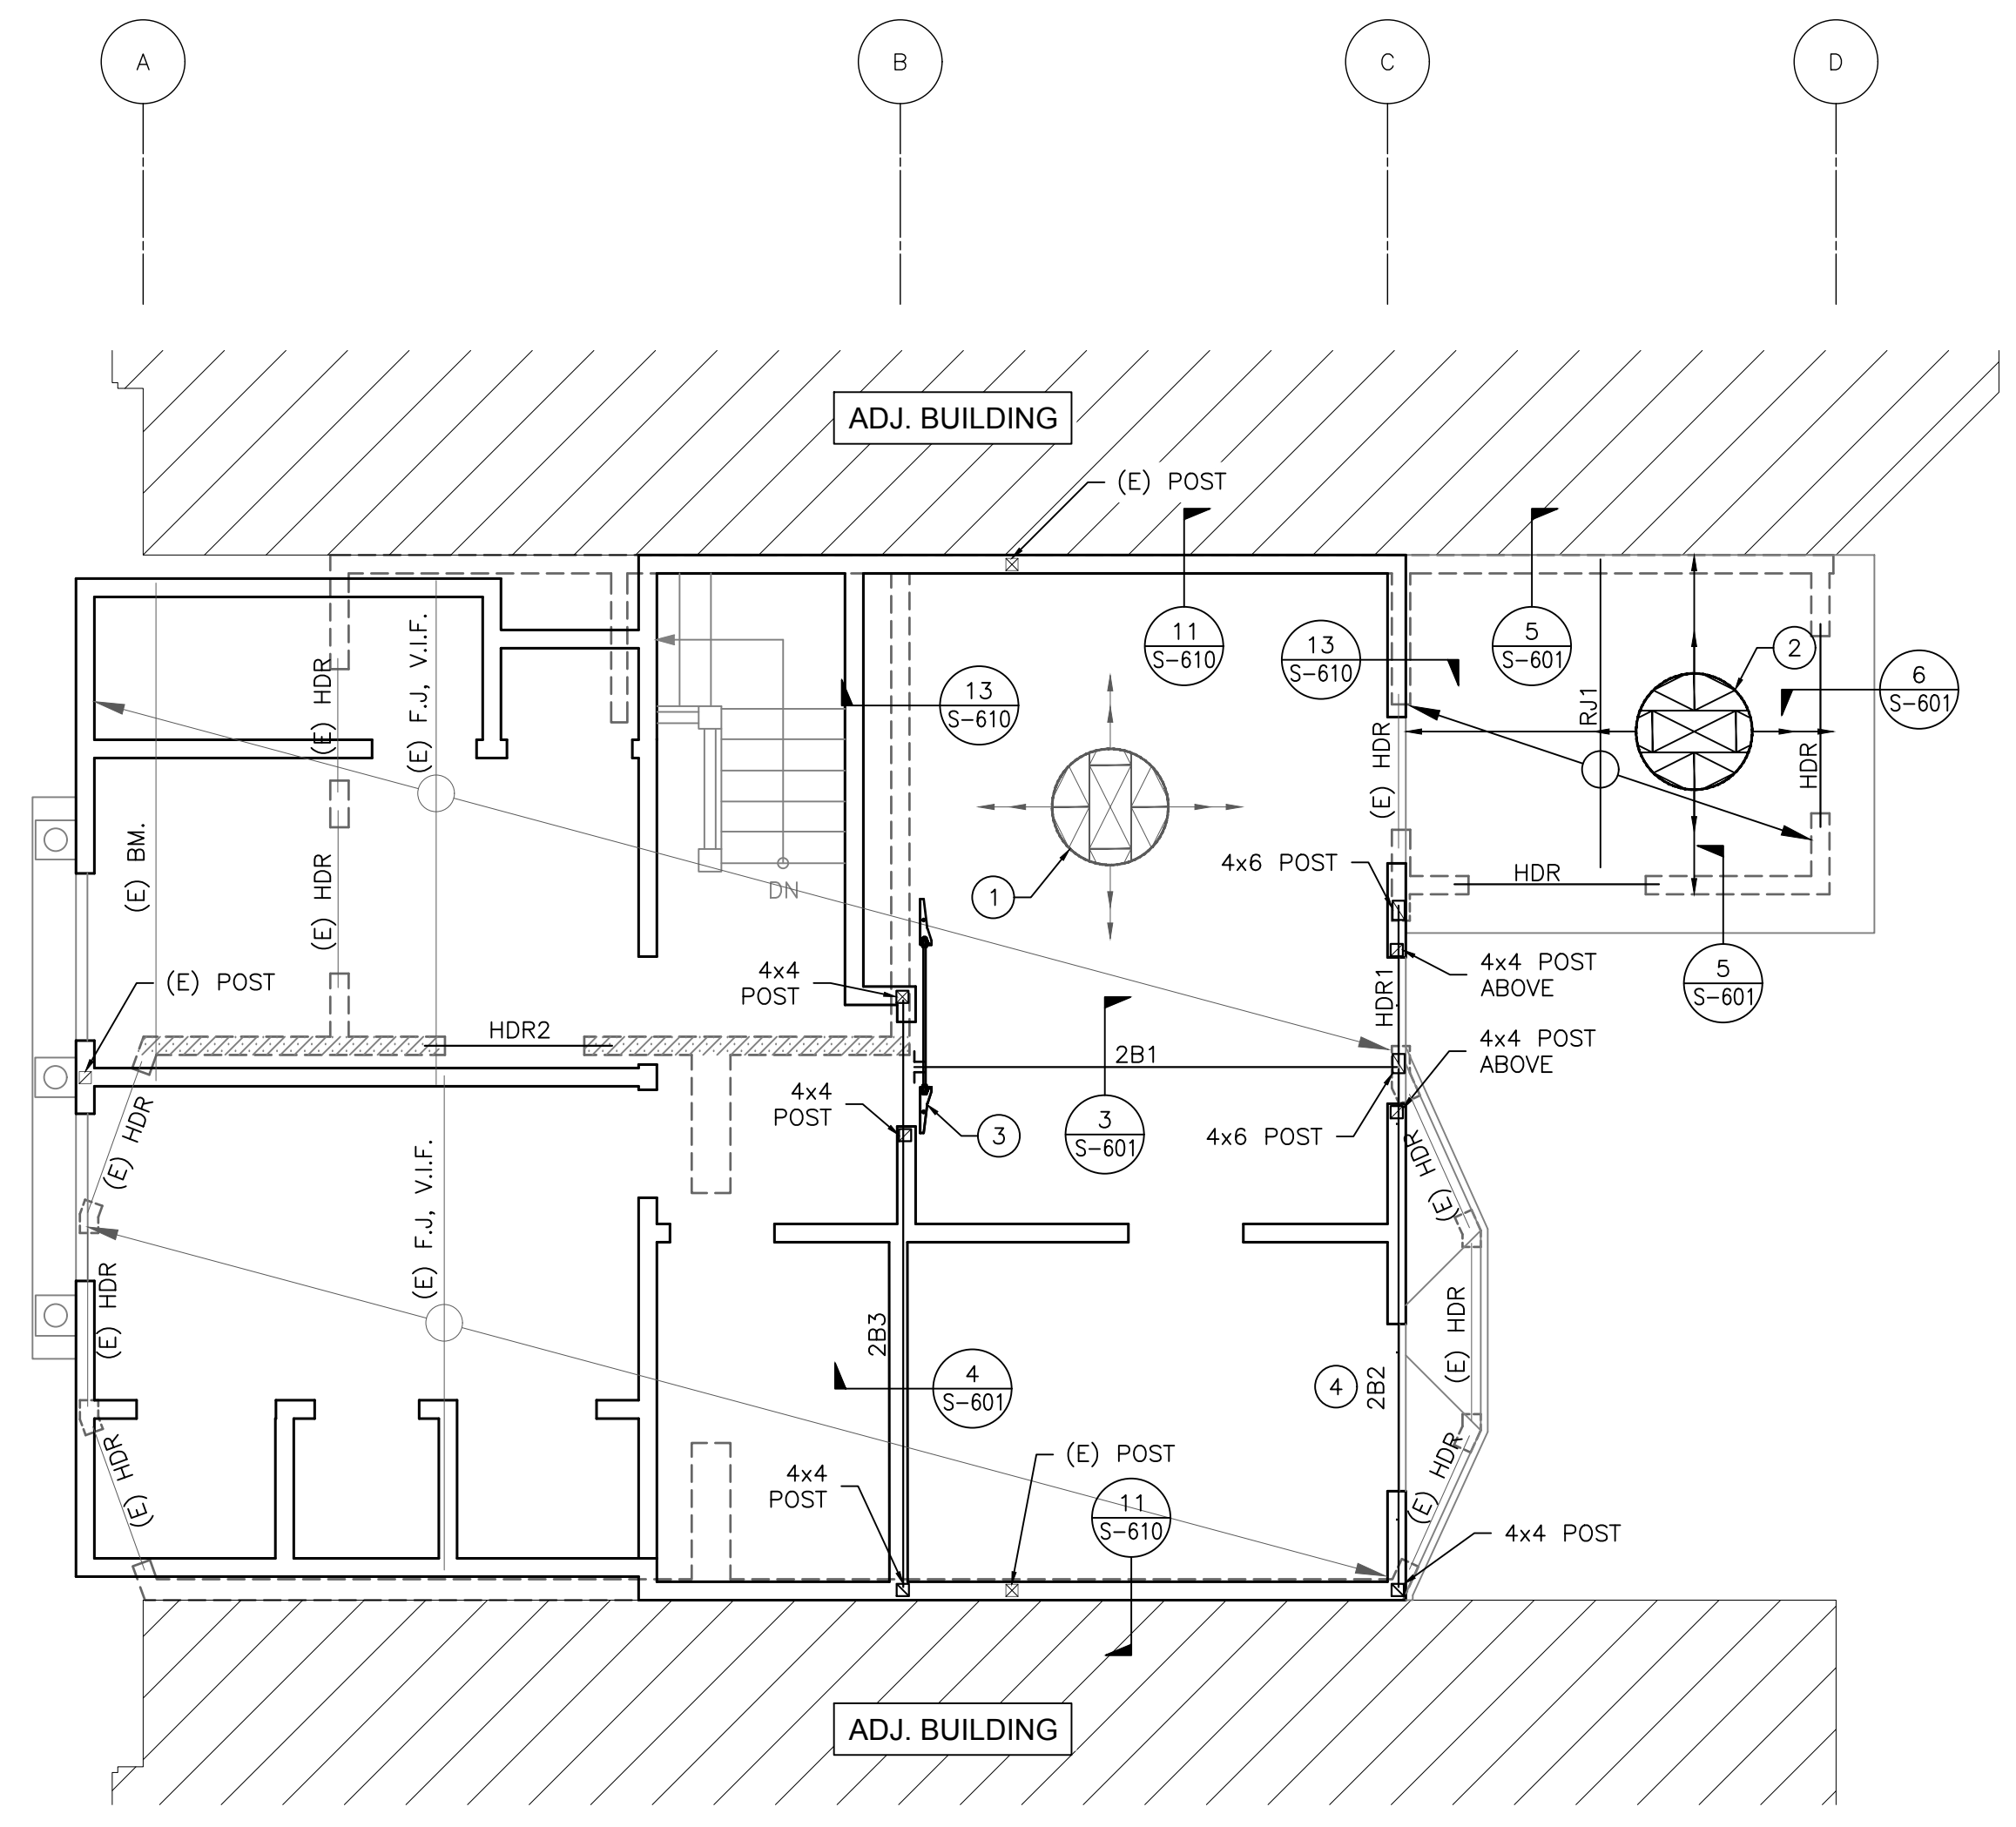 A
B
C
D
ADJ. BUILDING
(E) POST
11
S-610
13
S-610
5
S-601
2
6
S-601
13
S-610
(E) HDR
(E) F.J, V.I.F.
RJ1
(E) HDR
HDR
(E) BM.
(E) HDR
DN
1
4x6 POST
HDR
(E) POST
4x4
POST
HDR1
4x4 POST
ABOVE
5
S-601
HDR2
2B1
4x4 POST
ABOVE
4x4
POST
3
3
S-601
4x6 POST
(E) HDR
(E) HDR
(E) F.J, V.I.F.
(E) HDR
(E) HDR
2B3
4
S-601
4
2B2
(E) HDR
(E) HDR
4x4
POST
(E) POST
11
S-610
4x4 POST
ADJ. BUILDING